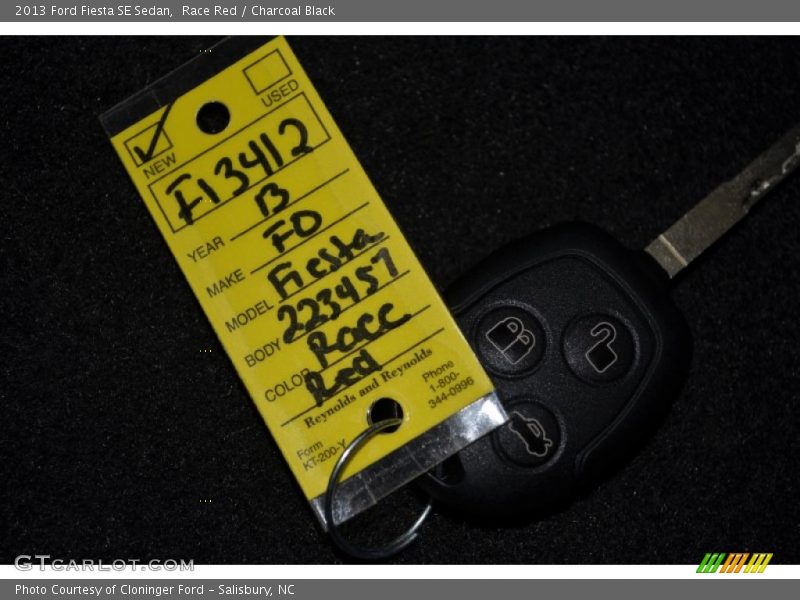 2013 Ford Fiesta SE Sedan,  Race Red / Charcoal Black
NEW
USED
F13412
YEAR 13
MAKE FD
MODEL Fiesta
BODY 223457
COLOR Race
Red
Reynolds and Reynolds
Form
KT-200-Y
Phone
1-800-
344-0996
GTCARLOT.COM
Photo Courtesy of Cloninger Ford – Salisbury, NC